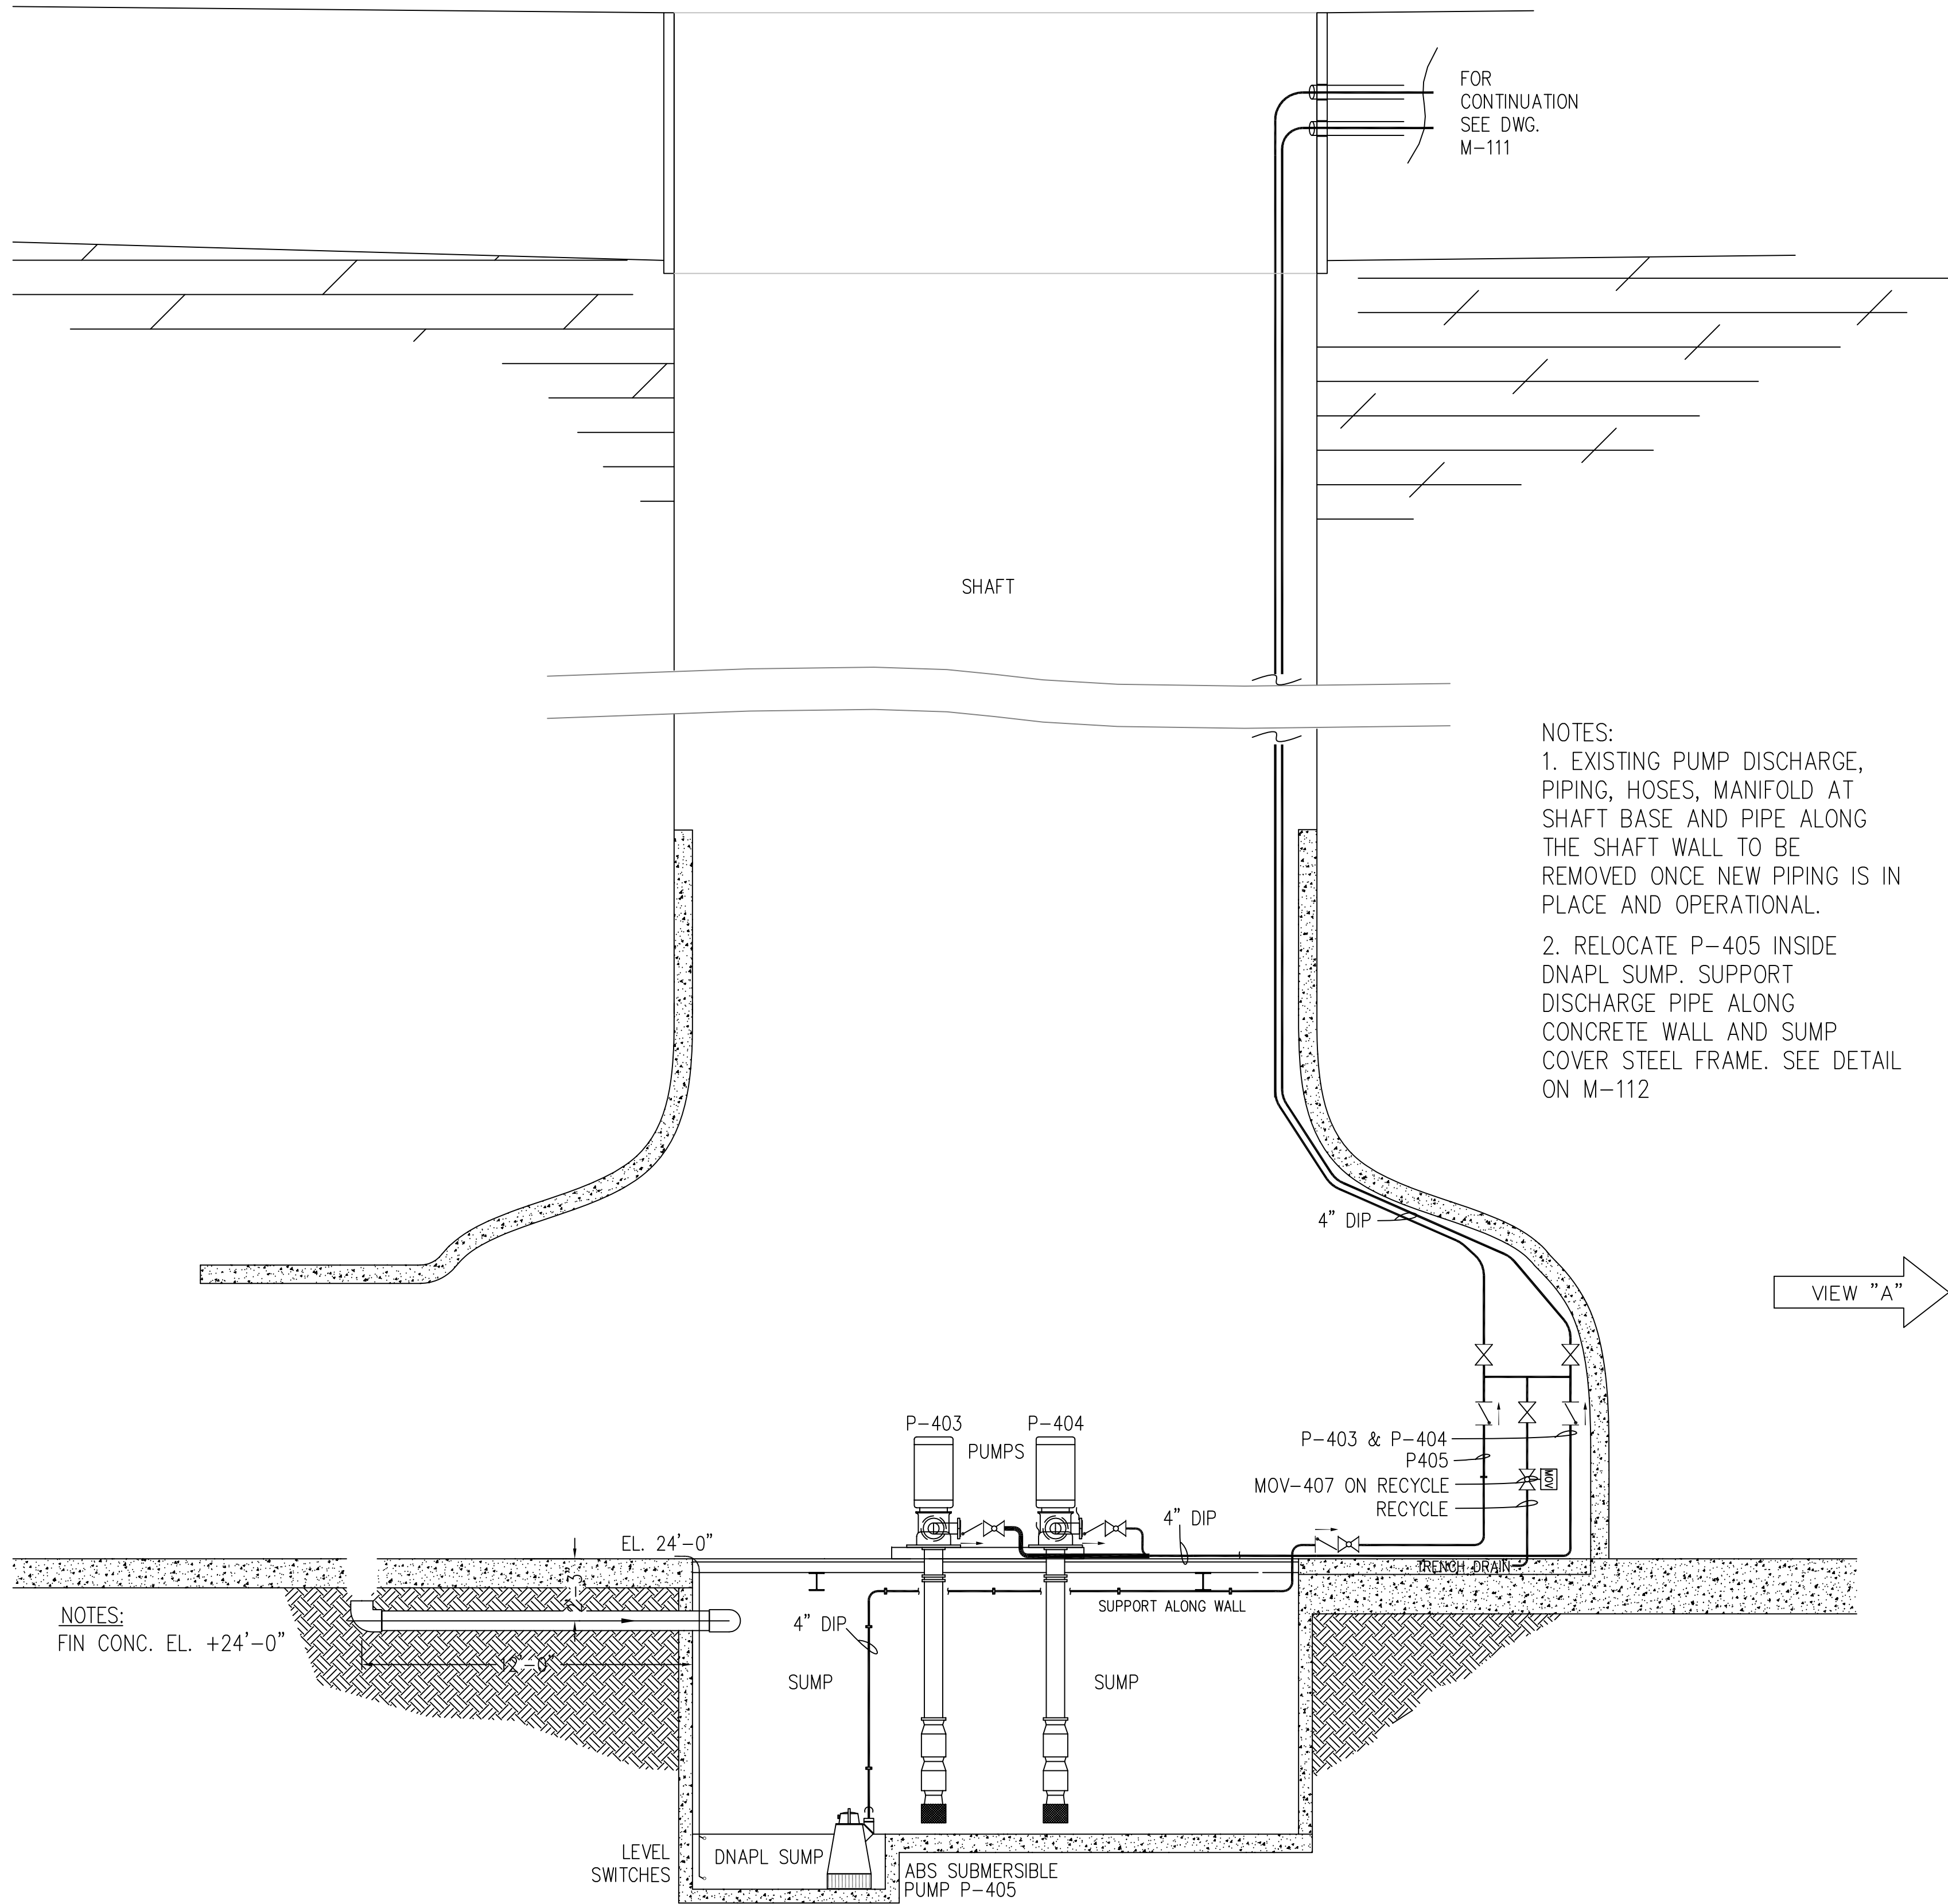 FOR
CONTINUATION
SEE DWG.
M-111
SHAFT
NOTES:
1. EXISTING PUMP DISCHARGE,
PIPING, HOSES, MANIFOLD AT
SHAFT BASE AND PIPE ALONG
THE SHAFT WALL TO BE
REMOVED ONCE NEW PIPING IS IN
PLACE AND OPERATIONAL.
2. RELOCATE P-405 INSIDE
DNAPL SUMP. SUPPORT
DISCHARGE PIPE ALONG
CONCRETE WALL AND SUMP
COVER STEEL FRAME. SEE DETAIL
ON M-112
4" DIP
VIEW "A"
P-403
P-404
PUMPS
P-403 & P-404
P405
MOV-407 ON RECYCLE
MOV
RECYCLE
4" DIP
EL. 24'-0"
TRENCH DRAIN
2'-3"
SUPPORT ALONG WALL
NOTES:
FIN CONC. EL. +24'-0"
4" DIP
12'-0"
SUMP
SUMP
LEVEL
SWITCHES
DNAPL SUMP
ABS SUBMERSIBLE
PUMP P-405